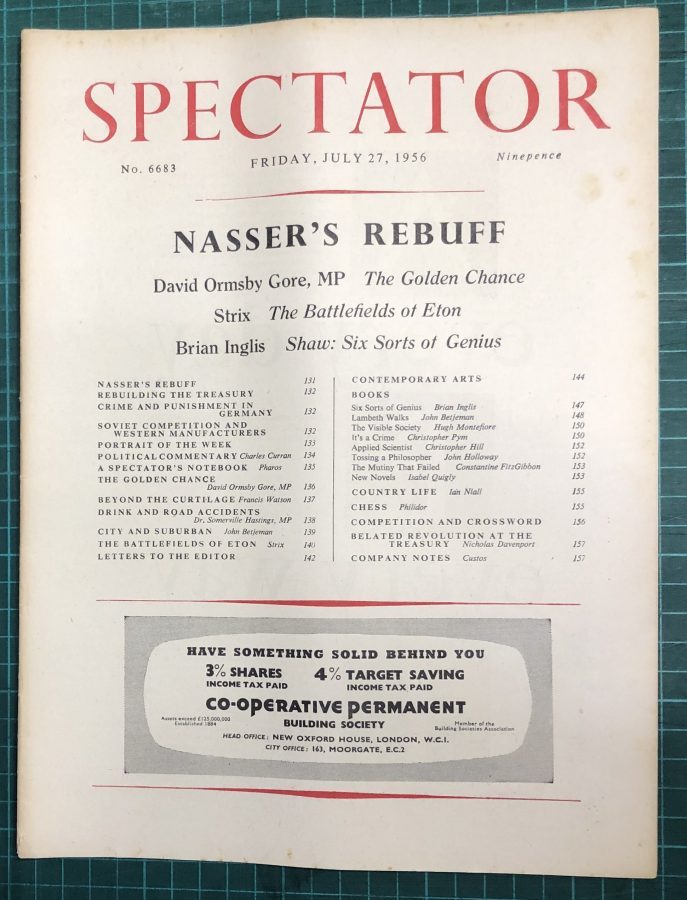 SPECTATOR
No. 6683 FRIDAY, JULY 27, 1956 Ninepence
NASSER'S REBUFF
David Ormsby Gore, MP The Golden Chance
Strix The Battlefields of Eton
Brian Inglis Shaw: Six Sorts of Genius
NASSER'S REBUFF 131
REBUILDING THE TREASURY 132
CRIME AND PUNISHMENT IN
GERMANY 132
SOVIET COMPETITION AND
WESTERN MANUFACTURERS 132
PORTRAIT OF THE WEEK 133
POLITICAL COMMENTARY Charles Curran 134
A SPECTATOR'S NOTEBOOK Pharos 135
THE GOLDEN CHANCE
David Ormsby Gore, MP 136
BEYOND THE CURTILAGE Francis Watson 137
DRINK AND ROAD ACCIDENTS
Dr. Somerville Hastings, MP 138
CITY AND SUBURBAN John Betjeman 139
THE BATTLEFIELDS OF ETON Strix 140
LETTERS TO THE EDITOR 142
CONTEMPORARY ARTS 144
BOOKS
Six Sorts of Genius Brian Inglis 147
Lambeth Walks John Betjeman 148
The Visible Society Hugh Montefiore 150
It's a Crime Christopher Pym 150
Applied Scientist Christopher Hill 152
Tossing a Philosopher John Holloway 152
The Mutiny That Failed Constantine FitzGibbon 153
New Novels Isabel Quigly 153
COUNTRY LIFE Ian Niall 155
CHESS Philidor 155
COMPETITION AND CROSSWORD 156
BELATED REVOLUTION AT THE
TREASURY Nicholas Davenport 157
COMPANY NOTES Custos 157
HAVE SOMETHING SOLID BEHIND YOU
3% SHARES 4% TARGET SAVING
INCOME TAX PAID INCOME TAX PAID
CO-OPERATIVE PERMANENT
BUILDING SOCIETY
Assets exceed £125,000,000
Established 1884
Member of the
Building Societies Association
HEAD OFFICE: NEW OXFORD HOUSE, LONDON, W.C.1.
CITY OFFICE: 163, MOORGATE, E.C.2